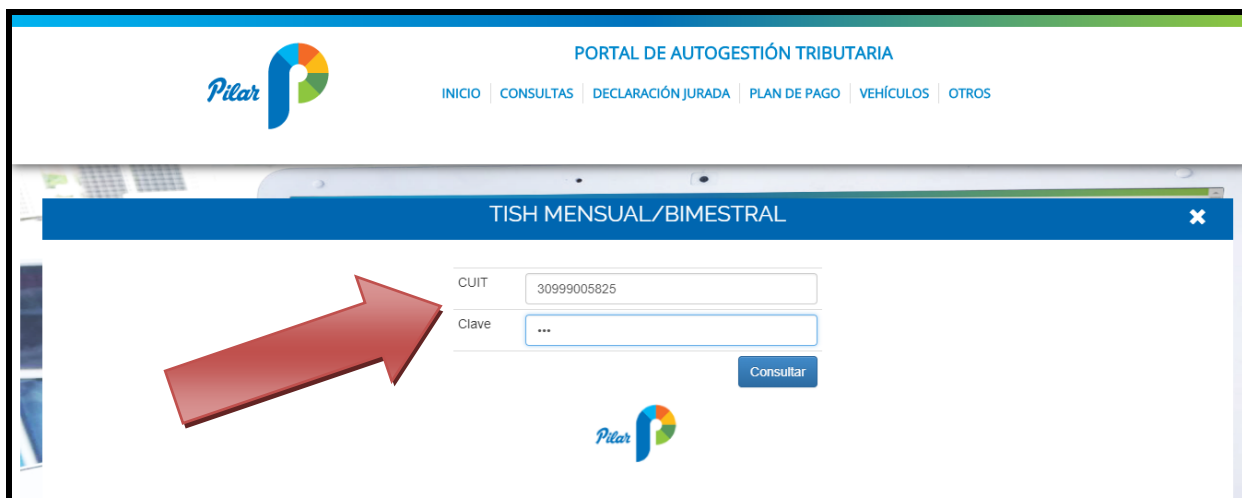 PORTAL DE AUTOGESTIÓN TRIBUTARIA
Pilar
INICIO CONSULTAS DECLARACIÓN JURADA PLAN DE PAGO VEHÍCULOS OTROS
TISH MENSUAL/BIMESTRAL
CUIT 30999005825
Clave •••
Consultar
Pilar